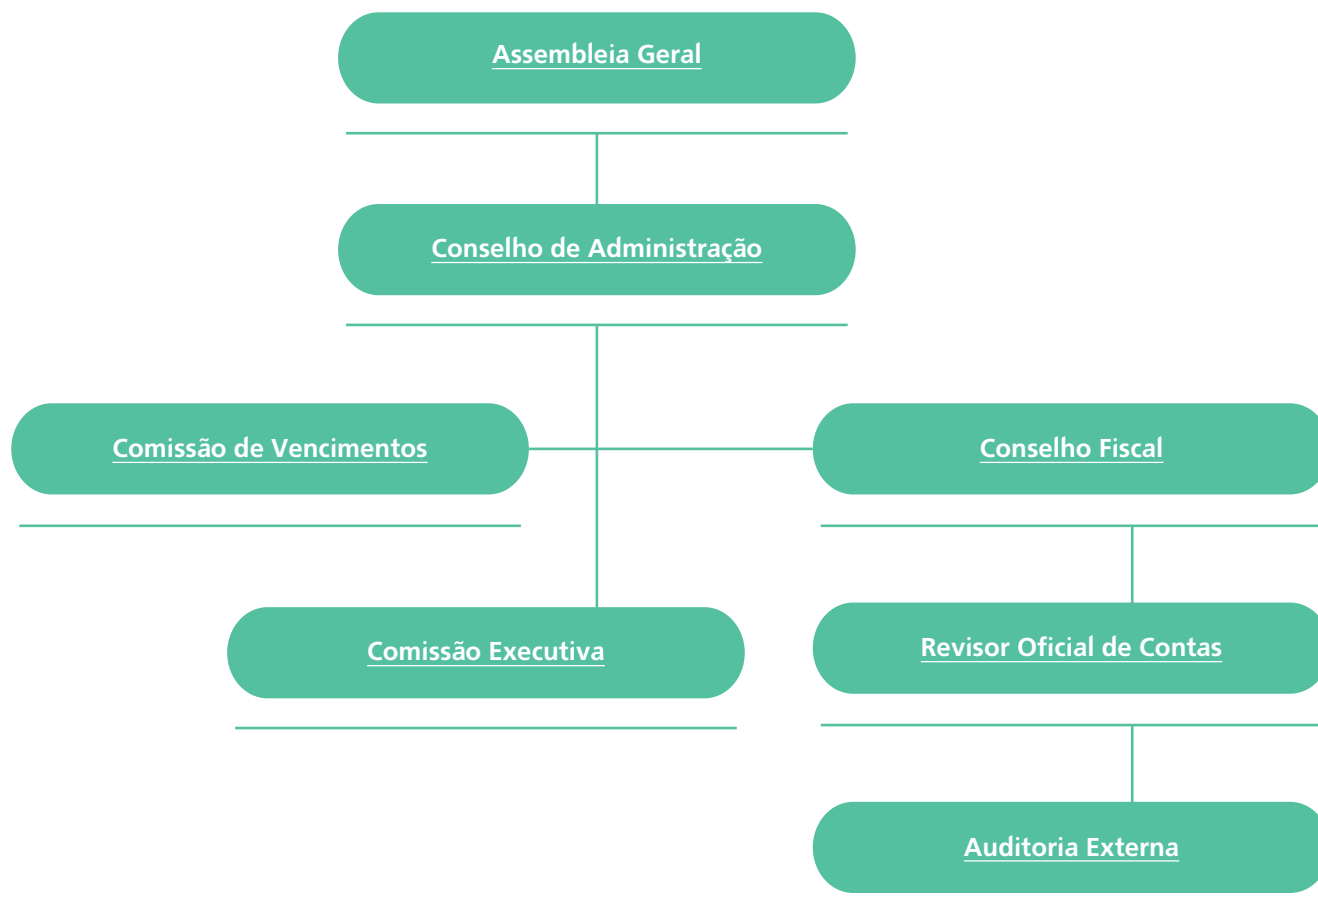 Assembleia Geral
Conselho de Administração
Comissão de Vencimentos
Conselho Fiscal
Comissão Executiva
Revisor Oficial de Contas
Auditoria Externa